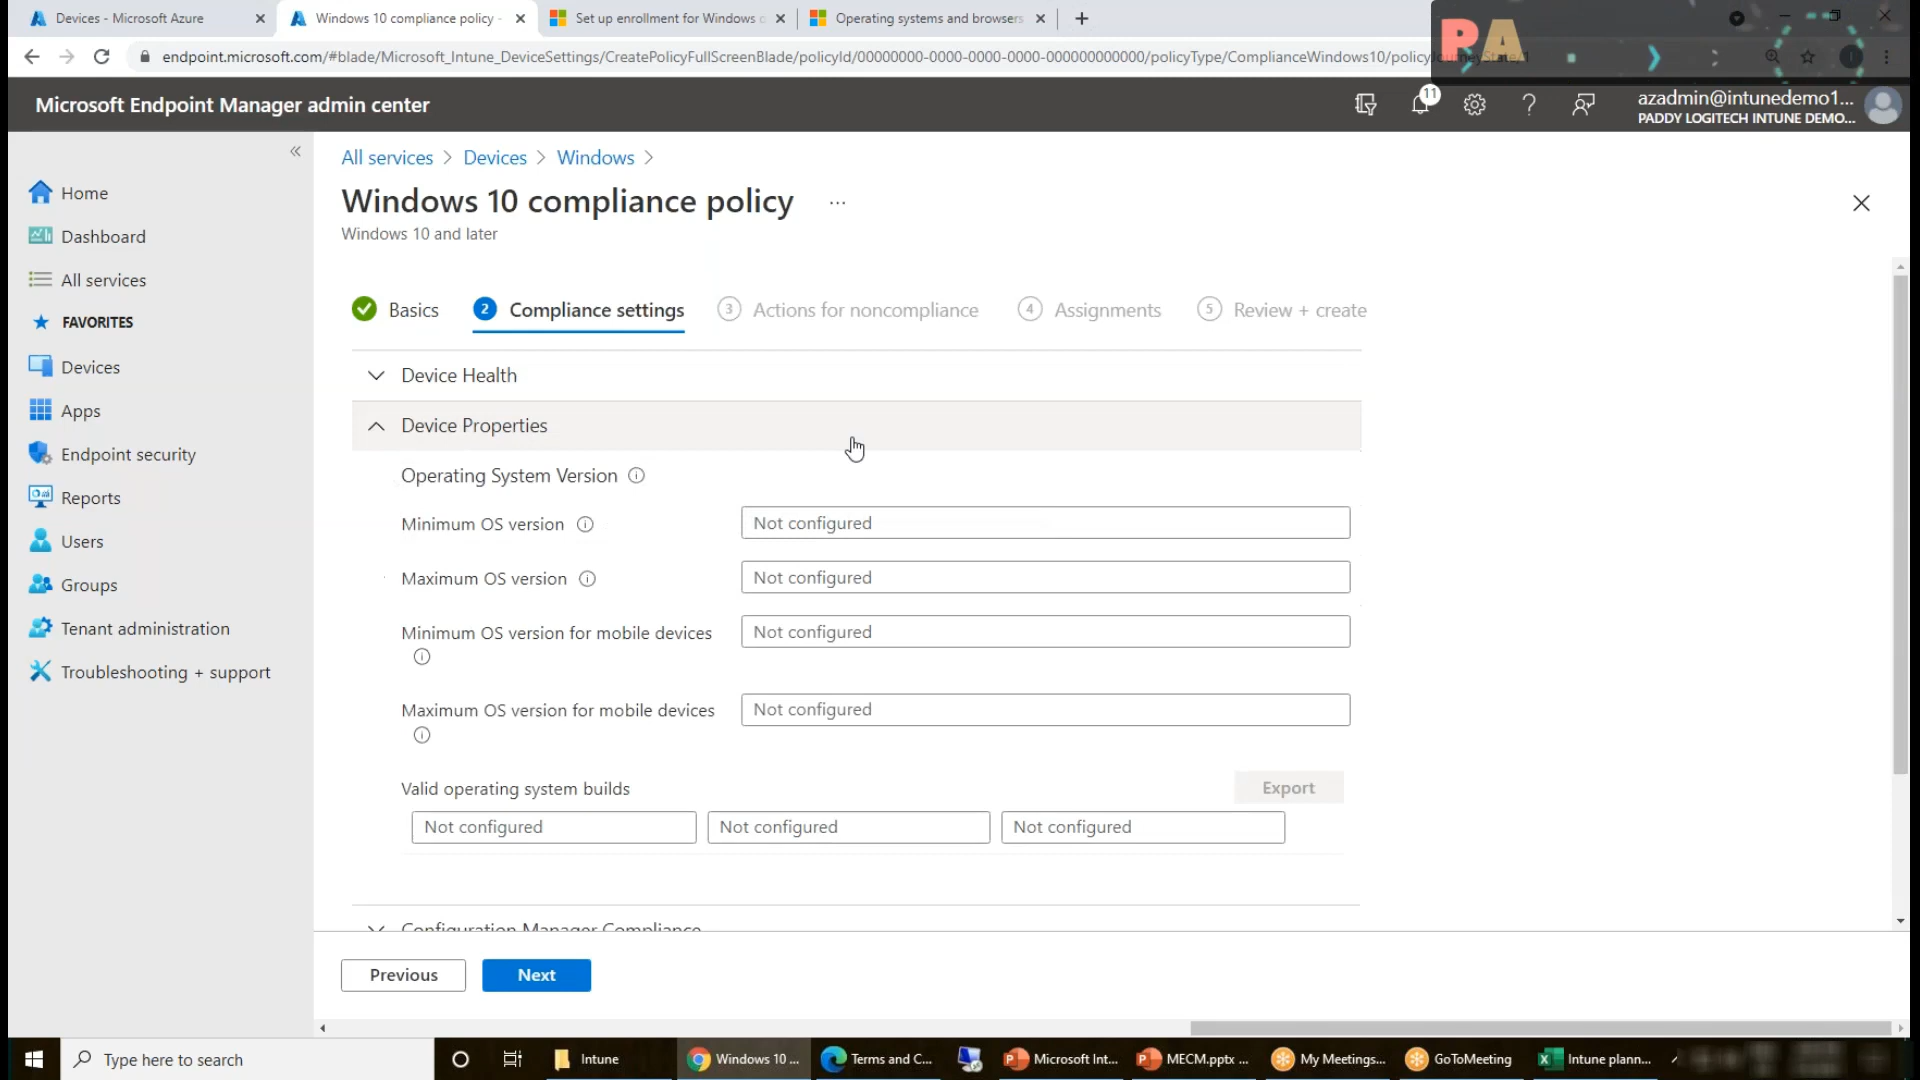 Devices - Microsoft Azure
Windows 10 compliance policy -
Set up enrollment for Windows
Operating systems and browsers
endpoint.microsoft.com/#blade/Microsoft_Intune_DeviceSettings/CreatePolicyFullScreenBlade/policyId/00000000-0000-0000-0000-000000000000/policyType/ComplianceWindows10/policyJourneyState/1
PA
Microsoft Endpoint Manager admin center
11
azadmin@intunedemo1...
PADDY LOGITECH INTUNE DEMO...
Home
Dashboard
All services
FAVORITES
Devices
Apps
Endpoint security
Reports
Users
Groups
Tenant administration
Troubleshooting + support
All services > Devices > Windows >
Windows 10 compliance policy ...
Windows 10 and later
Basics
2 Compliance settings
3 Actions for noncompliance
4 Assignments
5 Review + create
Device Health
Device Properties
Operating System Version
Minimum OS version
Not configured
Maximum OS version
Not configured
Minimum OS version for mobile devices
Not configured
Maximum OS version for mobile devices
Not configured
Valid operating system builds
Export
Not configured
Not configured
Not configured
Configuration Manager Compliance
Previous
Next
Type here to search
Intune
Windows 10 ...
Terms and C...
Microsoft Int...
MECM.pptx ...
My Meetings...
GoToMeeting
Intune plann...